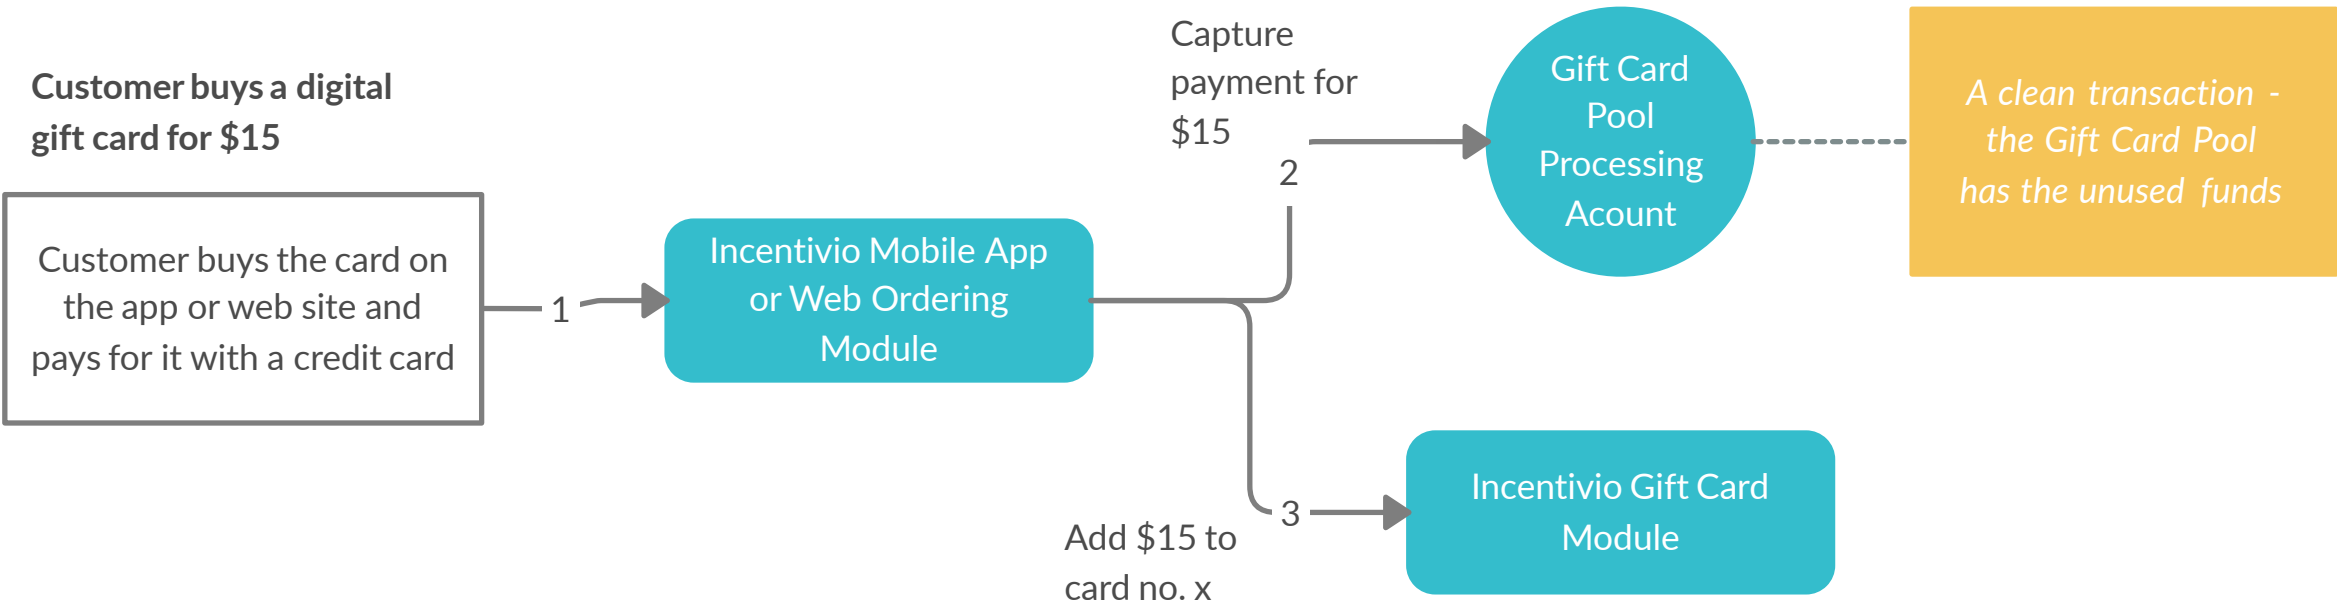 Customer buys a digital
gift card for $15
Customer buys the card on
the app or web site and
pays for it with a credit card
1
Incentivio Mobile App
or Web Ordering
Module
Capture
payment for
$15
2
Gift Card
Pool
Processing
Acount
A clean transaction -
the Gift Card Pool
has the unused funds
3
Add $15 to
card no. x
Incentivio Gift Card
Module